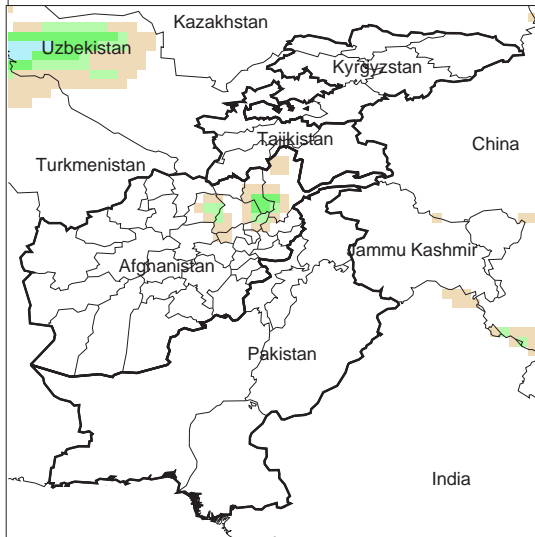 Kazakhstan
Uzbekistan
Kyrgyzstan
Tajikistan
China
Turkmenistan
Jammu Kashmir
Afghanistan
Pakistan
India